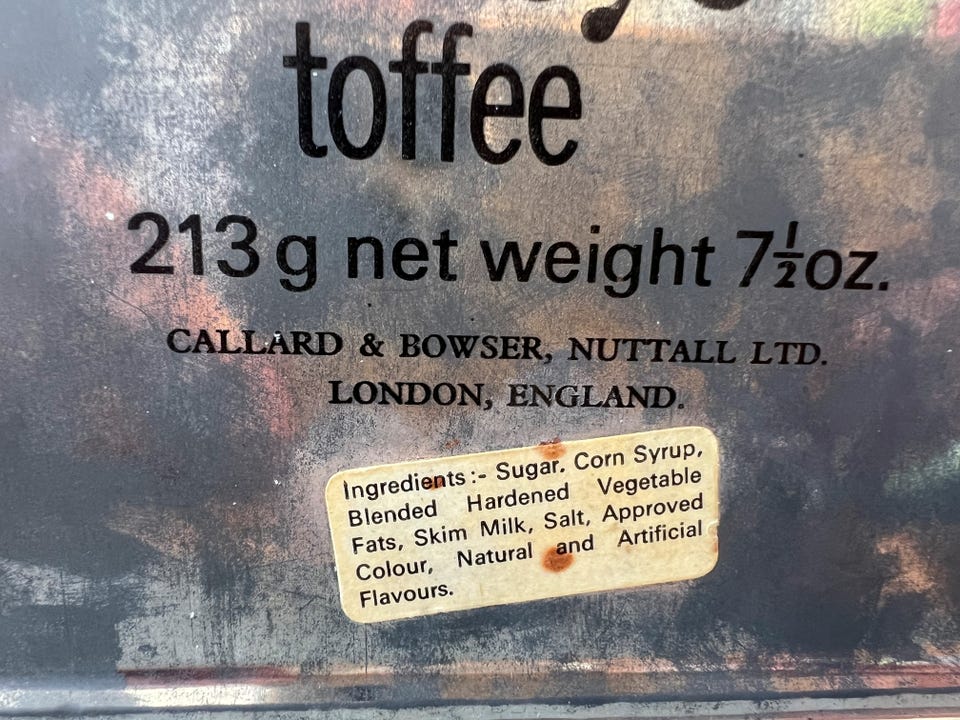 toffee
213 g net weight 7½oz.
CALLARD & BOWSER, NUTTALL LTD.
LONDON, ENGLAND.
Ingredients :- Sugar. Corn Syrup,
Blended Hardened Vegetable
Fats, Skim Milk, Salt, Approved
Colour, Natural and Artificial
Flavours.